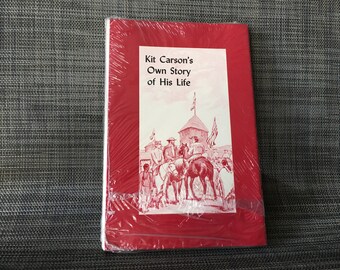 Kit Carson's
Own Story
of His Life